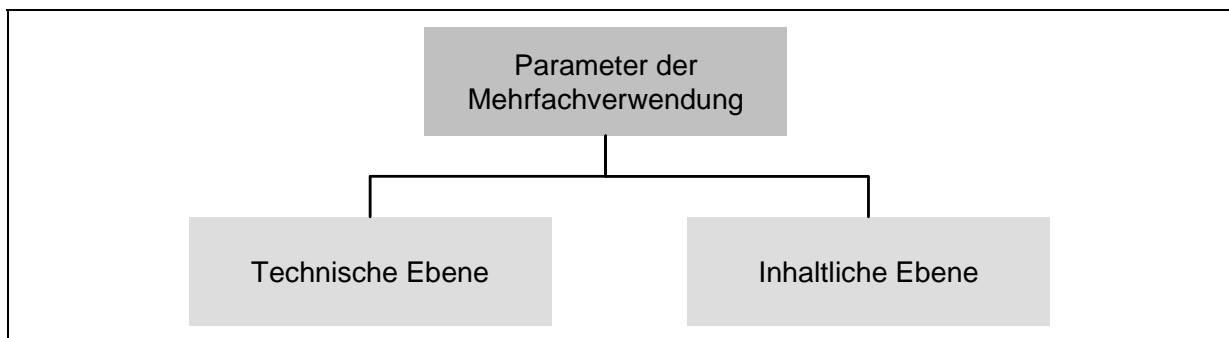 Parameter der
Mehrfachverwendung
Technische Ebene
Inhaltliche Ebene